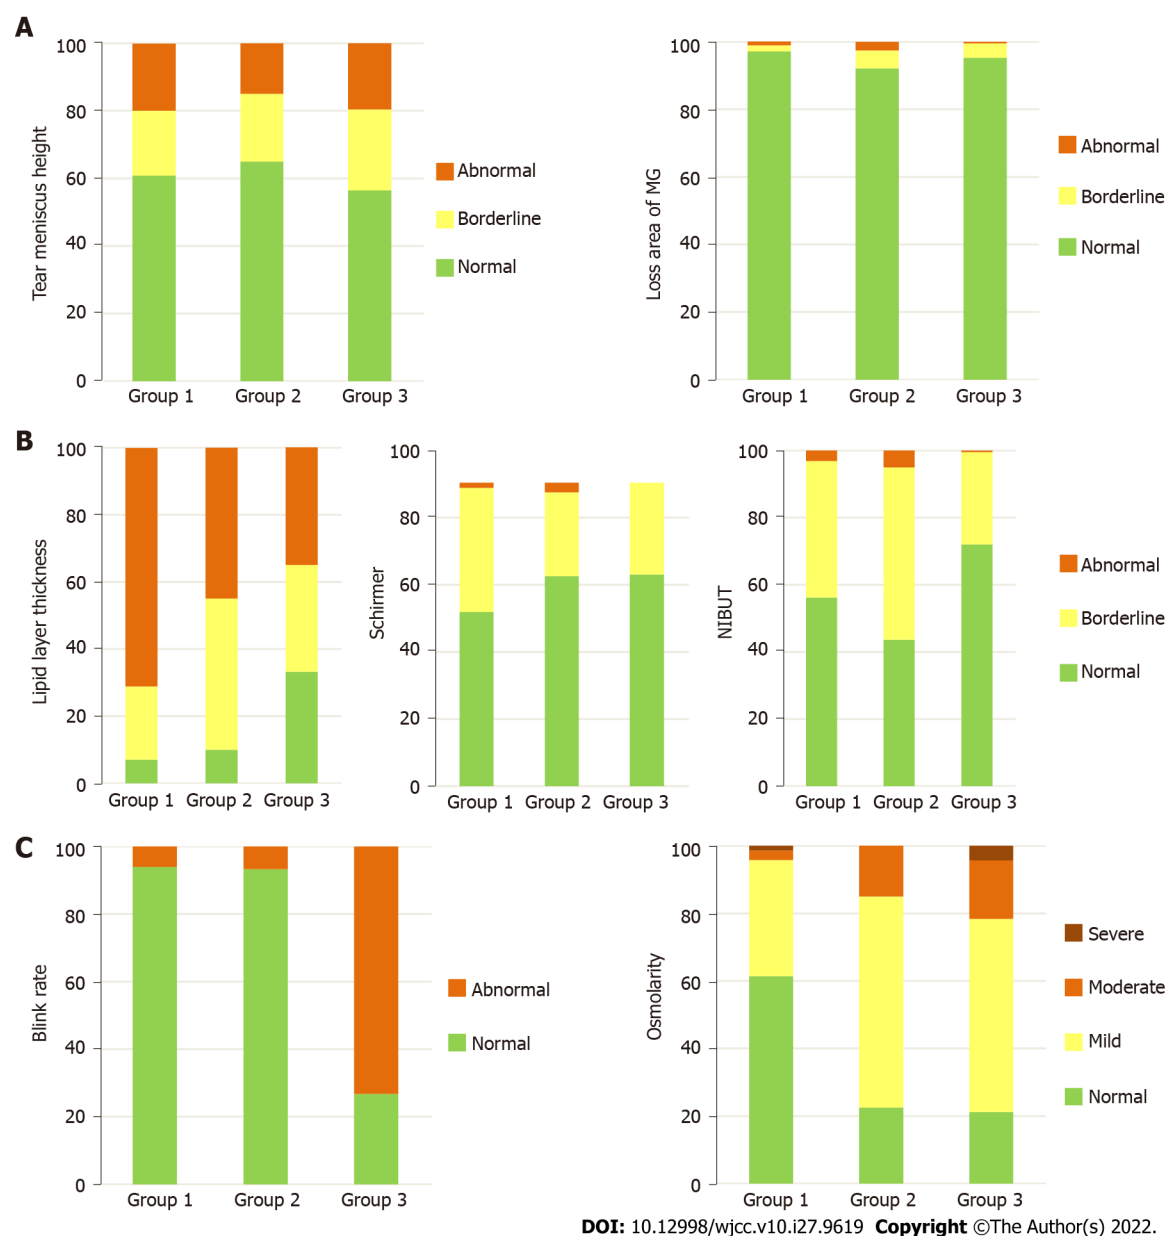 A
Tear meniscus height
100
80
60
40
20
0
Group 1 Group 2 Group 3
Abnormal
Borderline
Normal
Loss area of MG
100
80
60
40
20
0
Group 1 Group 2 Group 3
Abnormal
Borderline
Normal
B
Lipid layer thickness
100
80
60
40
20
0
Group 1 Group 2 Group 3
Schirmer
100
80
60
40
20
0
Group 1 Group 2 Group 3
NIBUT
100
80
60
40
20
0
Group 1 Group 2 Group 3
Abnormal
Borderline
Normal
C
Blink rate
100
80
60
40
20
0
Group 1 Group 2 Group 3
Abnormal
Normal
Osmolarity
100
80
60
40
20
0
Group 1 Group 2 Group 3
Severe
Moderate
Mild
Normal
DOI: 10.12998/wjcc.v10.i27.9619 Copyright ©The Author(s) 2022.